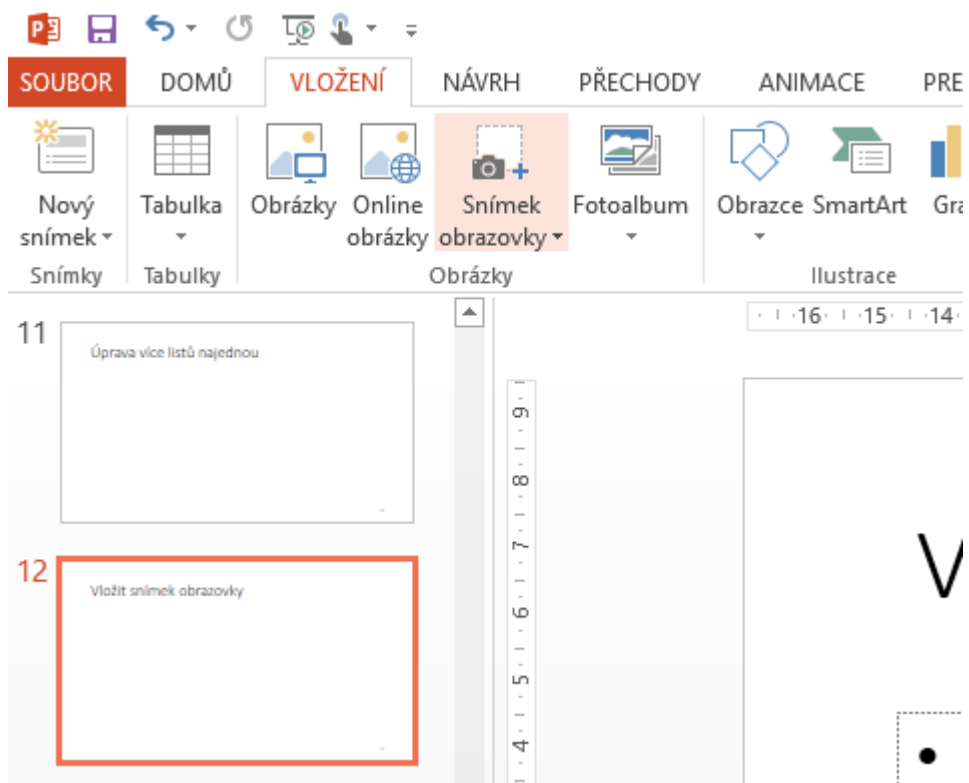 SOUBOR DOMŮ VLOŽENÍ NÁVRH PŘECHODY ANIMACE PRE
Nový snímek
Tabulka
Obrázky
Online obrázky
Snímek obrazovky
Fotoalbum
Obrazce
SmartArt
Gra
Snímky Tabulky Obrázky Ilustrace
16 15 14
11
Úprava více listů najednou
12
Vložit snímek obrazovky
9
8
7
6
5
4
V